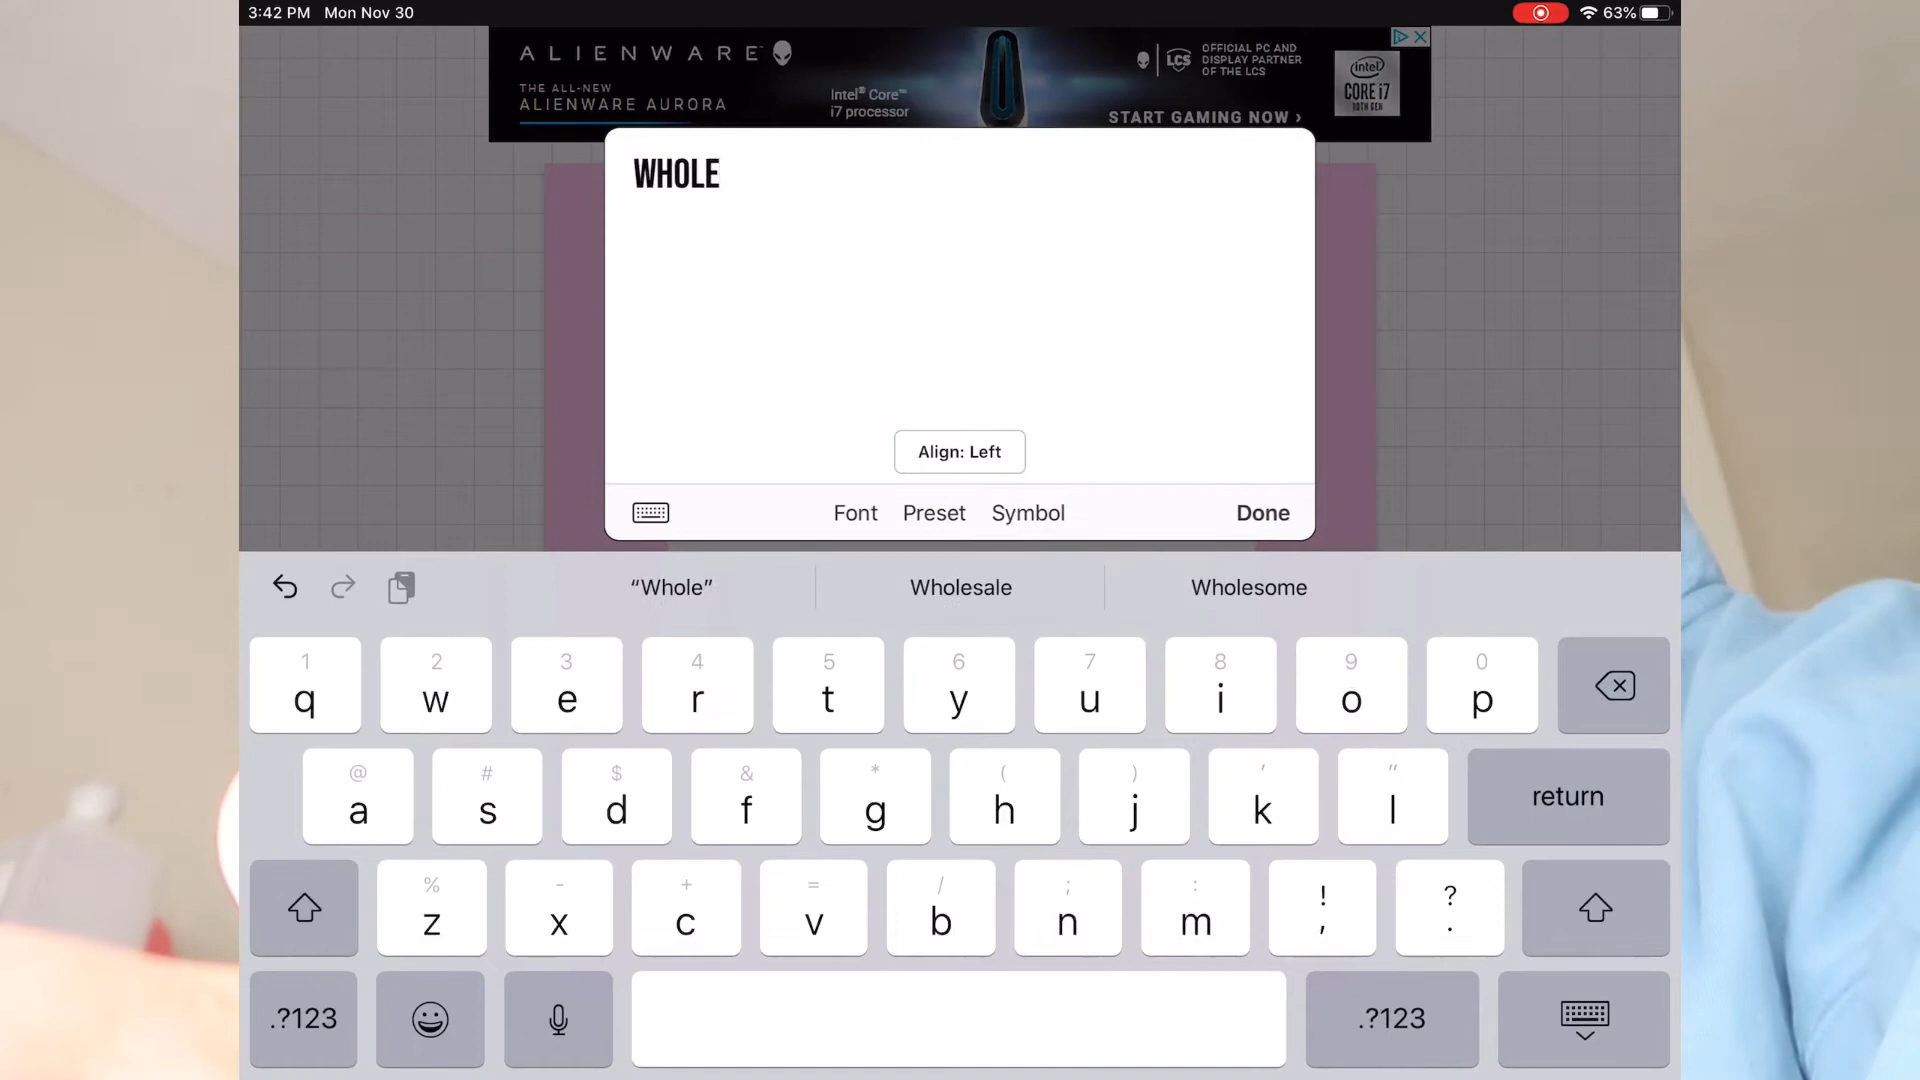 3:42 PM Mon Nov 30 63%
ALIENWARE
THE ALL-NEW
ALIENWARE AURORA
Intel® Core™
i7 processor
LCS
OFFICIAL PC AND
DISPLAY PARTNER
OF THE LCS
START GAMING NOW ›
intel
CORE i7
10TH GEN
WHOLE
Align: Left
Font Preset Symbol Done
“Whole” Wholesale Wholesome
1 2 3 4 5 6 7 8 9 0
q w e r t y u i o p
@ # $ & * ( ) ' "
a s d f g h j k l return
% - + = / ; : ! ?
z x c v b n m , .
.?123 .?123